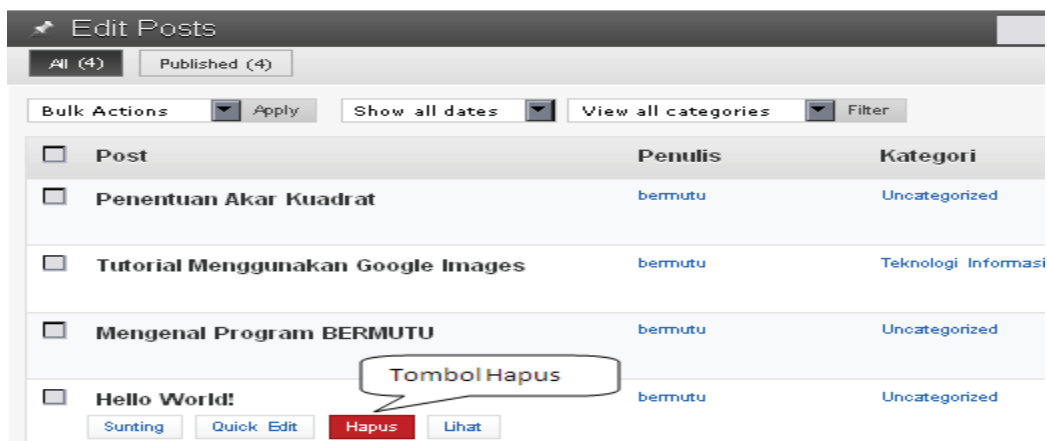 Edit Posts
All (4) Published (4)
Bulk Actions Apply Show all dates View all categories Filter
Post Penulis Kategori
Penentuan Akar Kuadrat bermutu Uncategorized
Tutorial Menggunakan Google Images bermutu Teknologi Informasi
Mengenal Program BERMUTU bermutu Uncategorized
Tombol Hapus
Hello World! bermutu Uncategorized
Sunting Quick Edit Hapus Lihat